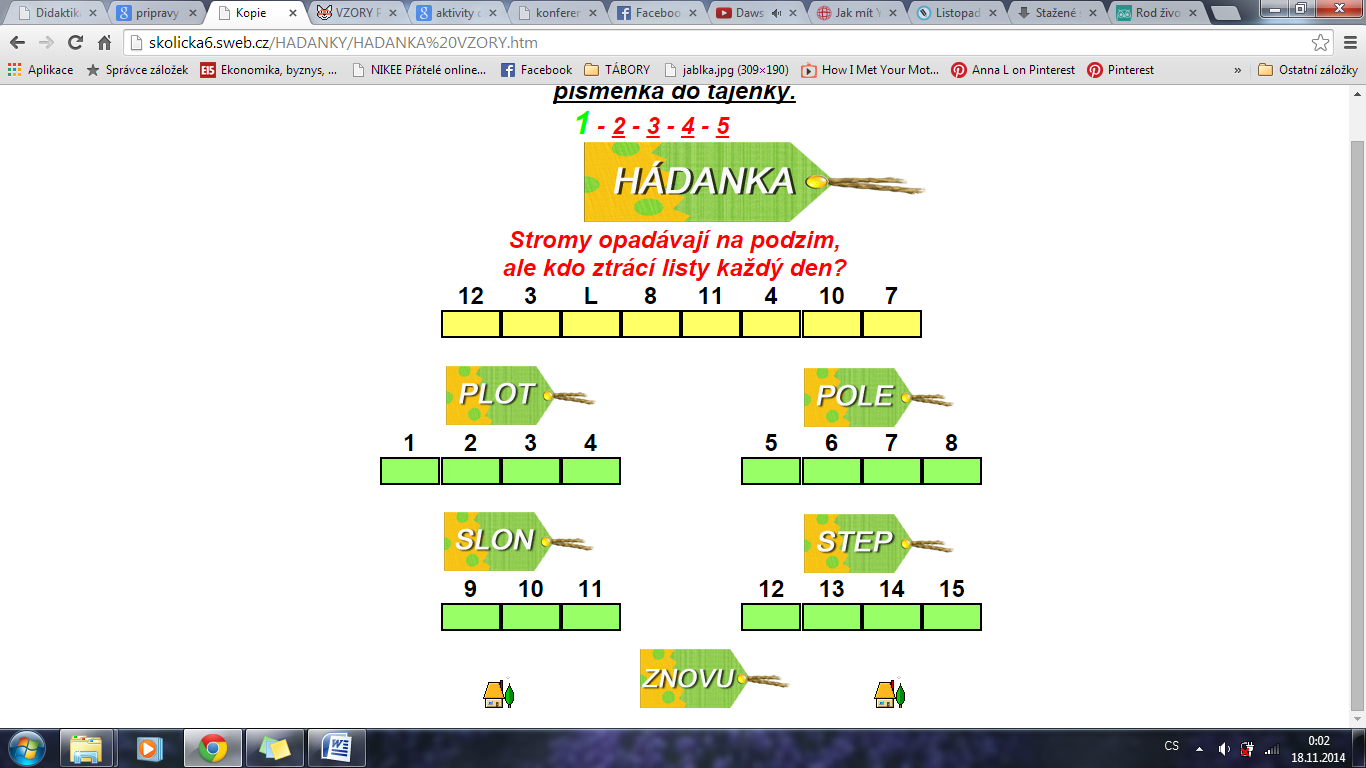 Didaktik
pripravy
Kopie
VZORY P
aktivity
konferen
Faceboo
Daws
Jak mít
Listopad
Stažené
Rod živo
skolicka6.sweb.cz/HADANKY/HADANKA%20VZORY.htm
Aplikace Správce záložek Ekonomika, byznys, ... NIKEE Přátelé online... Facebook TÁBORY jablka.jpg (309×190) How I Met Your Mot... Anna L on Pinterest Pinterest » Ostatní záložky
písmenka do tajenky.
1 - 2 - 3 - 4 - 5
HÁDANKA
Stromy opadávají na podzim,
ale kdo ztrácí listy každý den?
12 3 L 8 11 4 10 7
PLOT POLE
1 2 3 4 5 6 7 8
SLON STEP
9 10 11 12 13 14 15
ZNOVU
CS 0:02
18.11.2014